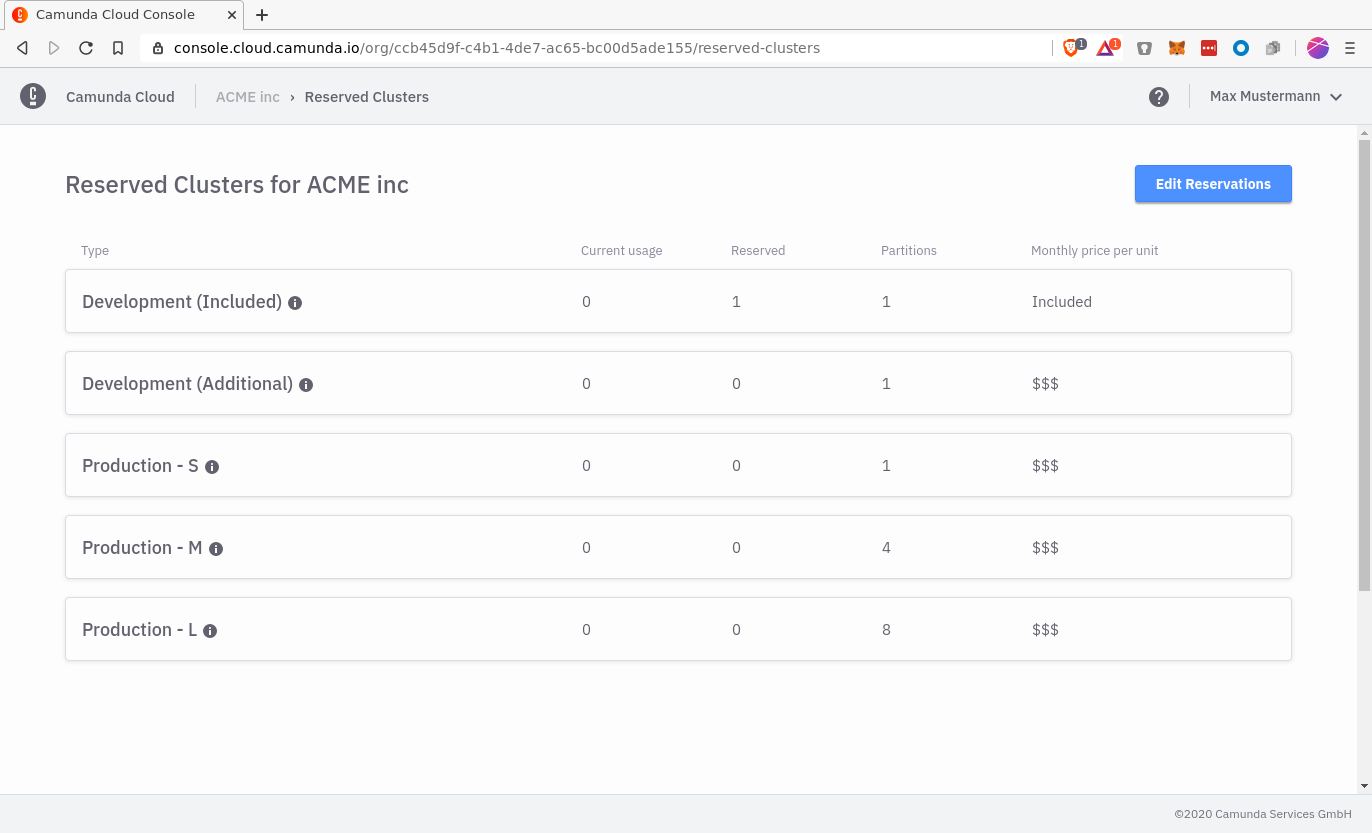 Camunda Cloud Console
console.cloud.camunda.io/org/ccb45d9f-c4b1-4de7-ac65-bc00d5ade155/reserved-clusters
1
1
Camunda Cloud
ACME inc › Reserved Clusters
Max Mustermann
Reserved Clusters for ACME inc
Edit Reservations
Type Current usage Reserved Partitions Monthly price per unit
Development (Included) 0 1 1 Included
Development (Additional) 0 0 1 $$$
Production - S 0 0 1 $$$
Production - M 0 0 4 $$$
Production - L 0 0 8 $$$
©2020 Camunda Services GmbH